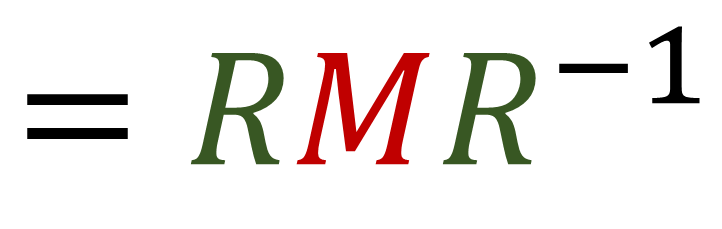 = RMR⁻¹